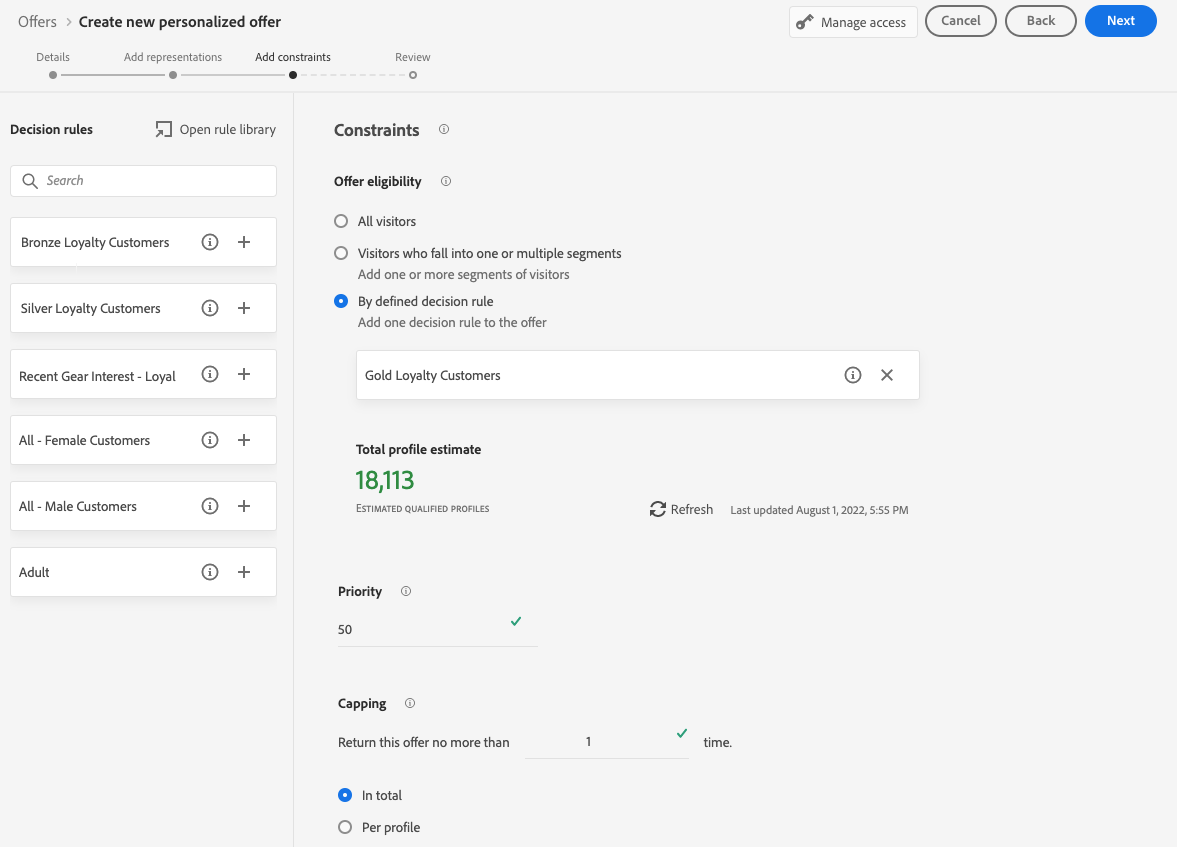 Offers > Create new personalized offer
Manage access
Cancel
Back
Next
Details
Add representations
Add constraints
Review
Decision rules
Open rule library
Search
Bronze Loyalty Customers
Silver Loyalty Customers
Recent Gear Interest - Loyal
All - Female Customers
All - Male Customers
Adult
Constraints
Offer eligibility
All visitors
Visitors who fall into one or multiple segments
Add one or more segments of visitors
By defined decision rule
Add one decision rule to the offer
Gold Loyalty Customers
Total profile estimate
18,113
ESTIMATED QUALIFIED PROFILES
Refresh
Last updated August 1, 2022, 5:55 PM
Priority
50
Capping
Return this offer no more than 1 time.
In total
Per profile